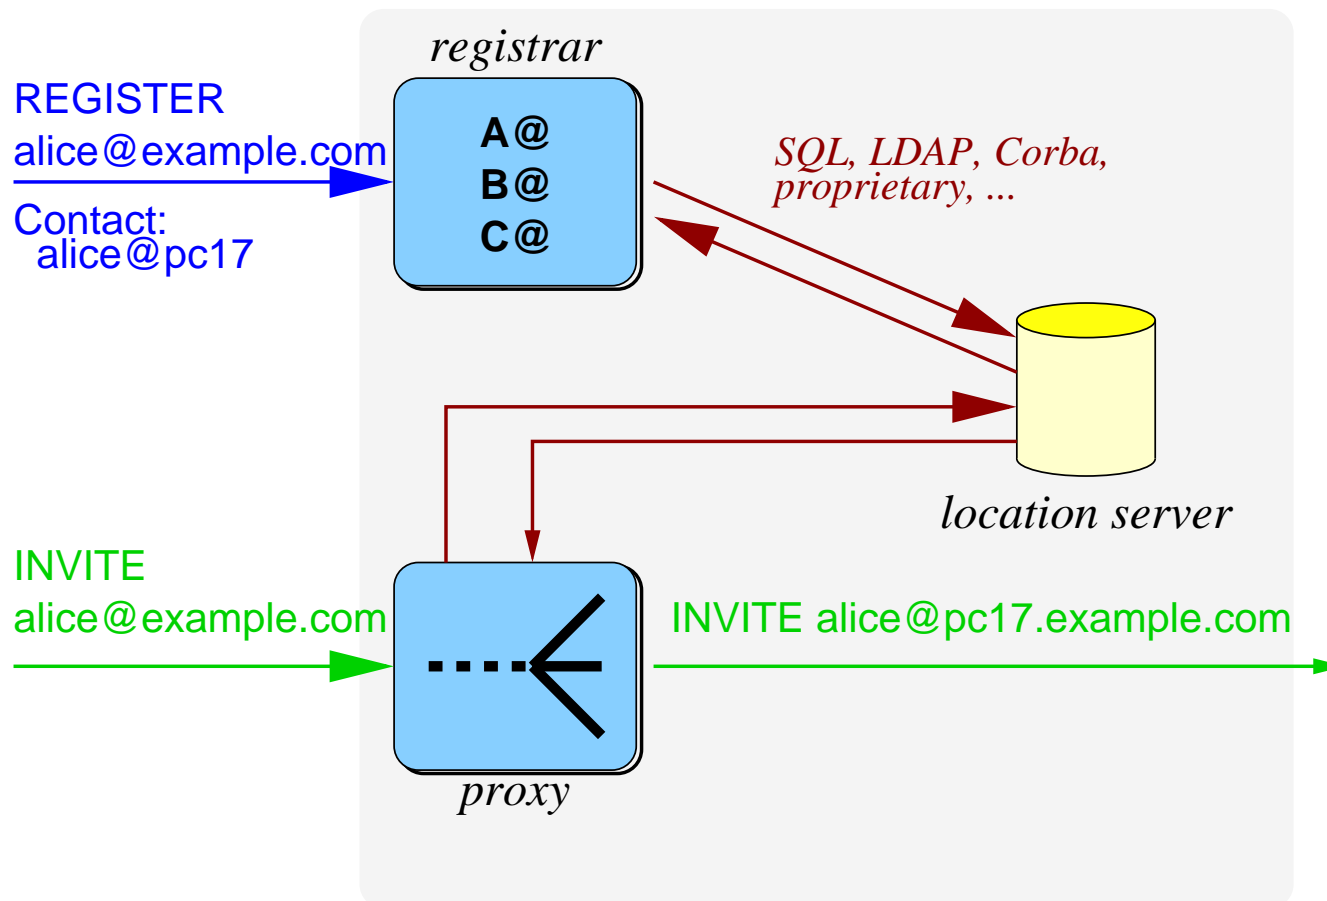 registrar
REGISTER
alice@example.com
Contact:
alice@pc17
A@
B@
C@
SQL, LDAP, Corba,
proprietary, ...
location server
INVITE
alice@example.com
INVITE alice@pc17.example.com
proxy